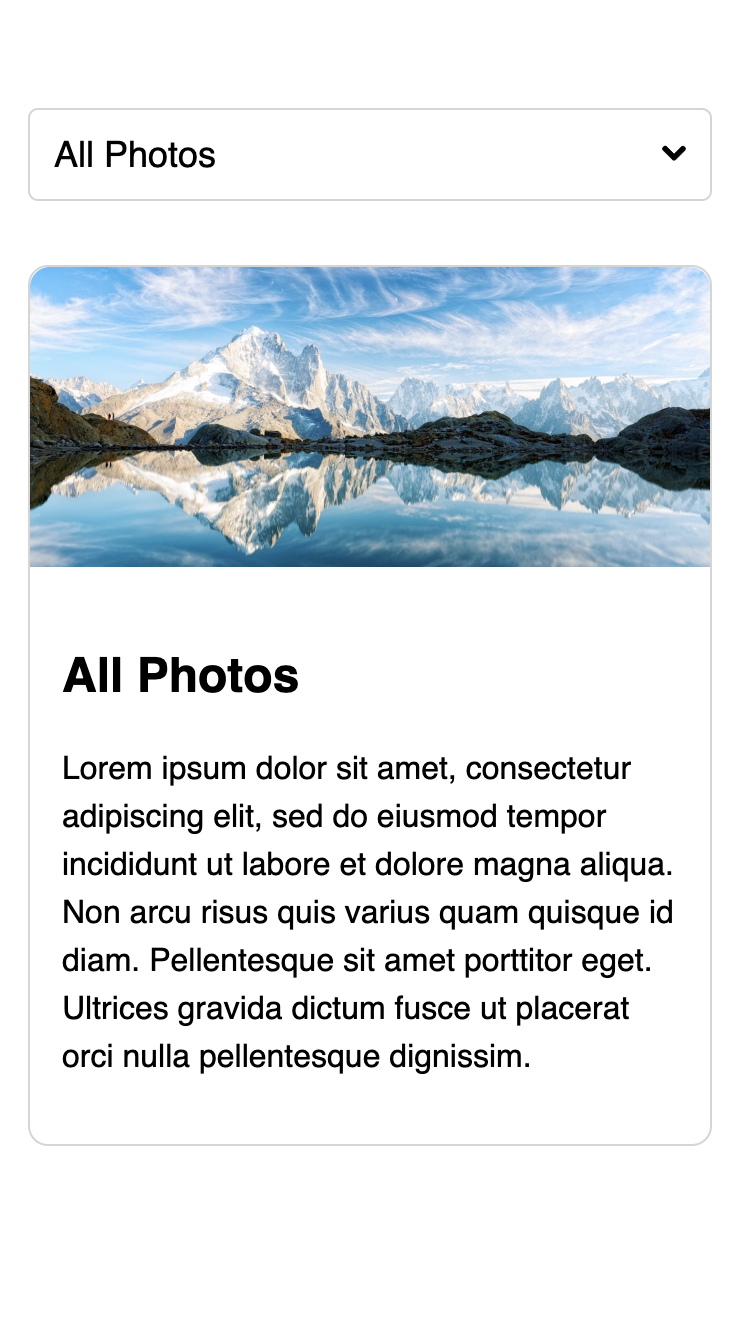 All Photos
All Photos
Lorem ipsum dolor sit amet, consectetur
adipiscing elit, sed do eiusmod tempor
incididunt ut labore et dolore magna aliqua.
Non arcu risus quis varius quam quisque id
diam. Pellentesque sit amet porttitor eget.
Ultrices gravida dictum fusce ut placerat
orci nulla pellentesque dignissim.